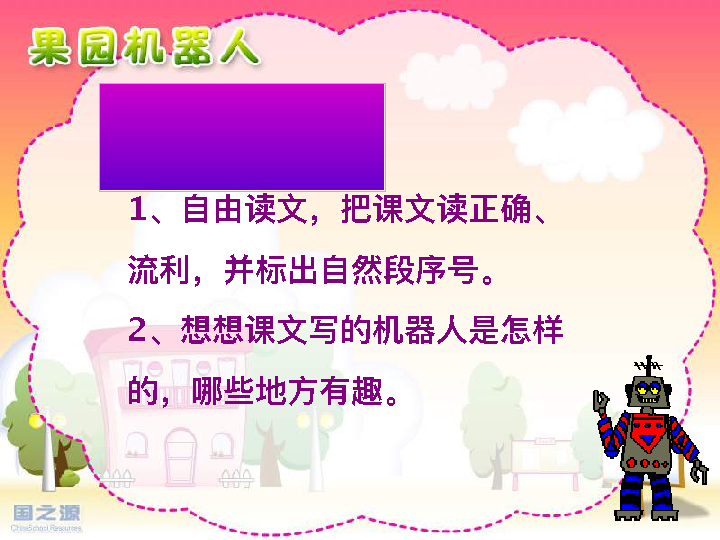 果园机器人
1、自由读文，把课文读正确、
流利，并标出自然段序号。
2、想想课文写的机器人是怎样
的，哪些地方有趣。
国之源
ChinaSchool Resources